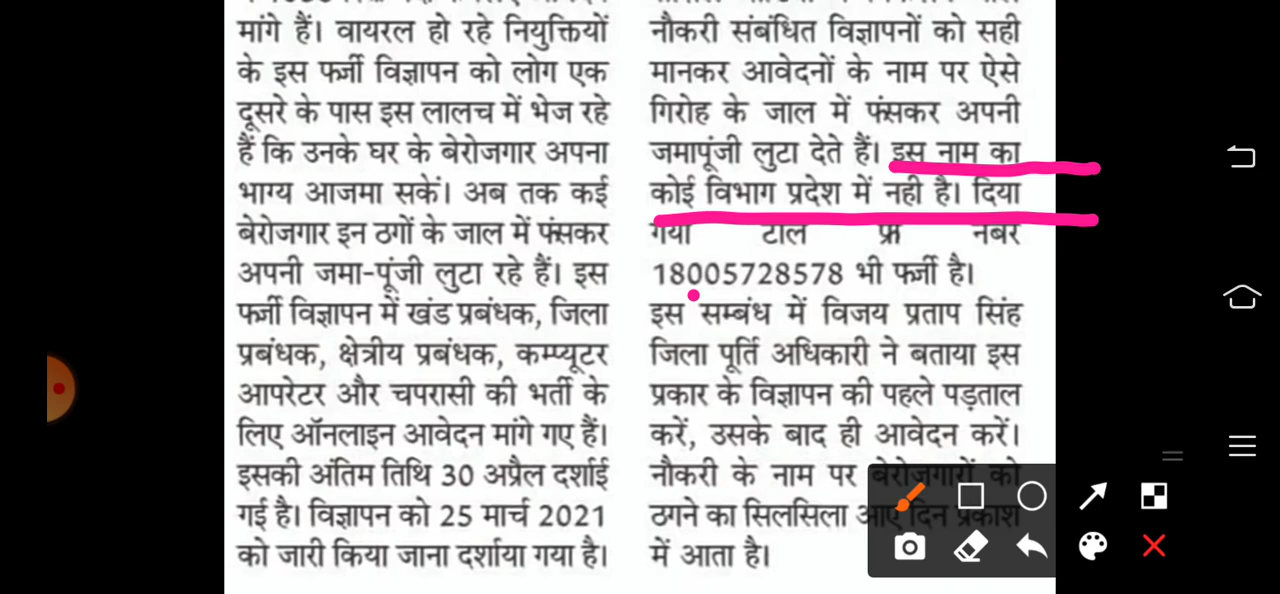 मांगे हैं। वायरल हो रहे नियुक्तियों
के इस फर्जी विज्ञापन को लोग एक
दूसरे के पास इस लालच में भेज रहे
हैं कि उनके घर के बेरोजगार अपना
भाग्य आजमा सकें। अब तक कई
बेरोजगार इन ठगों के जाल में फंसकर
अपनी जमा-पूंजी लुटा रहे हैं। इस
फर्जी विज्ञापन में खंड प्रबंधक, जिला
प्रबंधक, क्षेत्रीय प्रबंधक, कम्प्यूटर
आपरेटर और चपरासी की भर्ती के
लिए ऑनलाइन आवेदन मांगे गए हैं।
इसकी अंतिम तिथि 30 अप्रैल दर्शाई
गई है। विज्ञापन को 25 मार्च 2021
को जारी किया जाना दर्शाया गया है।
नौकरी संबंधित विज्ञापनों को सही
मानकर आवेदनों के नाम पर ऐसे
गिरोह के जाल में फंसकर अपनी
जमापूंजी लुटा देते हैं। इस नाम का
कोई विभाग प्रदेश में नही है। दिया
गया टोल फ्री नंबर
18005728578 भी फर्जी है।
इस सम्बंध में विजय प्रताप सिंह
जिला पूर्ति अधिकारी ने बताया इस
प्रकार के विज्ञापन की पहले पड़ताल
करें, उसके बाद ही आवेदन करें।
नौकरी के नाम पर बेरोजगारों को
ठगने का सिलसिला आए दिन प्रकाश
में आता है।